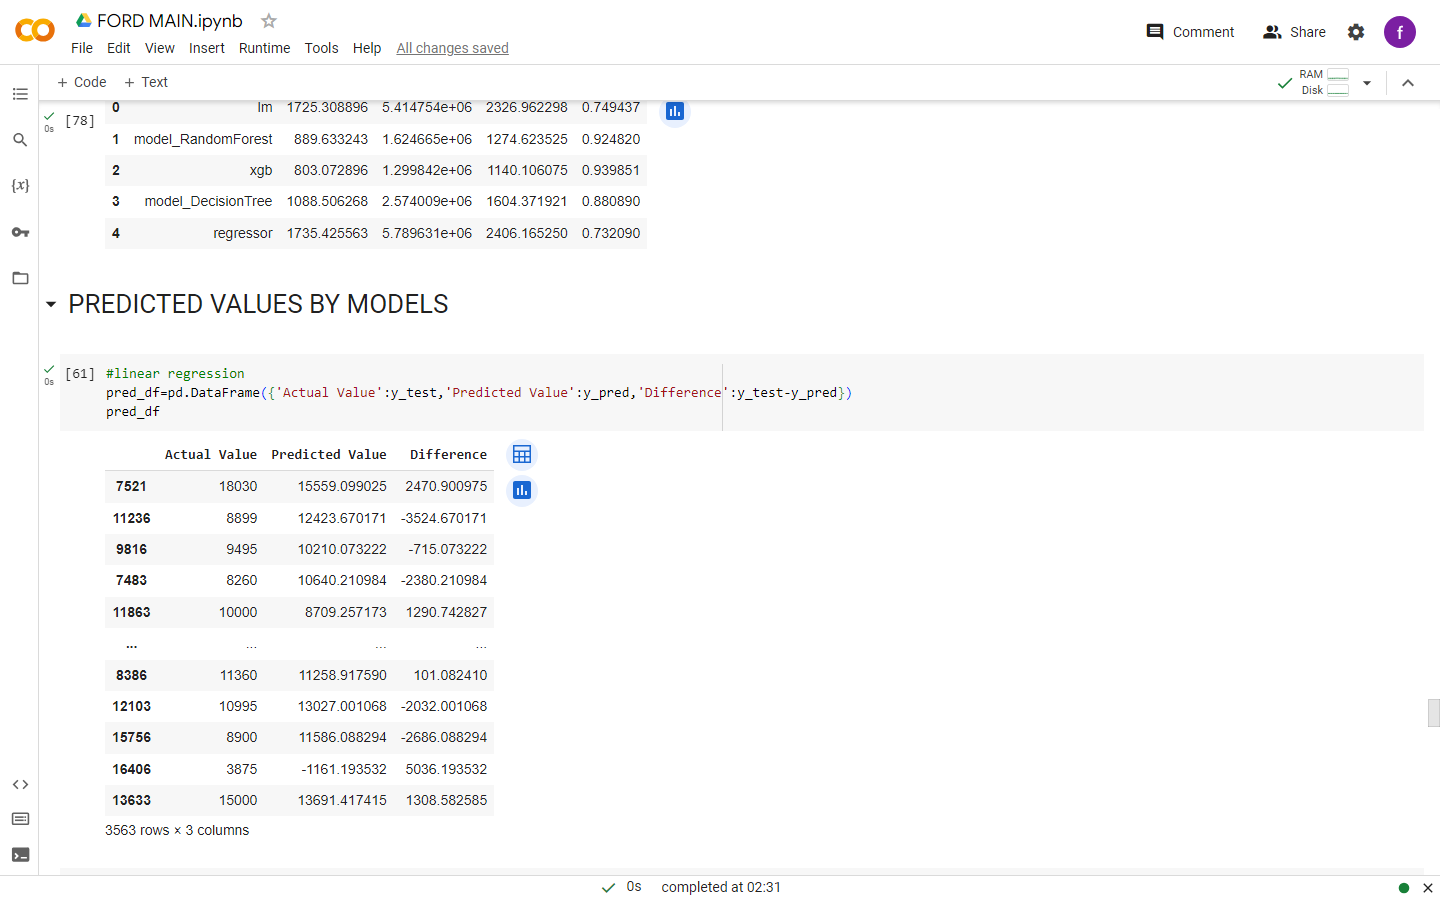 FORD MAIN.ipynb
File Edit View Insert Runtime Tools Help All changes saved
Comment Share f
+ Code + Text
RAM
Disk
[78]
0s
0 lm 1725.308896 5.414754e+06 2326.962298 0.749437
1 model_RandomForest 889.633243 1.624665e+06 1274.623525 0.924820
2 xgb 803.072896 1.299842e+06 1140.106075 0.939851
3 model_DecisionTree 1088.506268 2.574009e+06 1604.371921 0.880890
4 regressor 1735.425563 5.789631e+06 2406.165250 0.732090
{x}
PREDICTED VALUES BY MODELS
[61] #linear regression
0s
pred_df=pd.DataFrame({'Actual Value':y_test,'Predicted Value':y_pred,'Difference':y_test-y_pred})
pred_df
Actual Value Predicted Value Difference
7521 18030 15559.099025 2470.900975
11236 8899 12423.670171 -3524.670171
9816 9495 10210.073222 -715.073222
7483 8260 10640.210984 -2380.210984
11863 10000 8709.257173 1290.742827
... ... ... ...
8386 11360 11258.917590 101.082410
12103 10995 13027.001068 -2032.001068
15756 8900 11586.088294 -2686.088294
16406 3875 -1161.193532 5036.193532
13633 15000 13691.417415 1308.582585
3563 rows × 3 columns
0s completed at 02:31